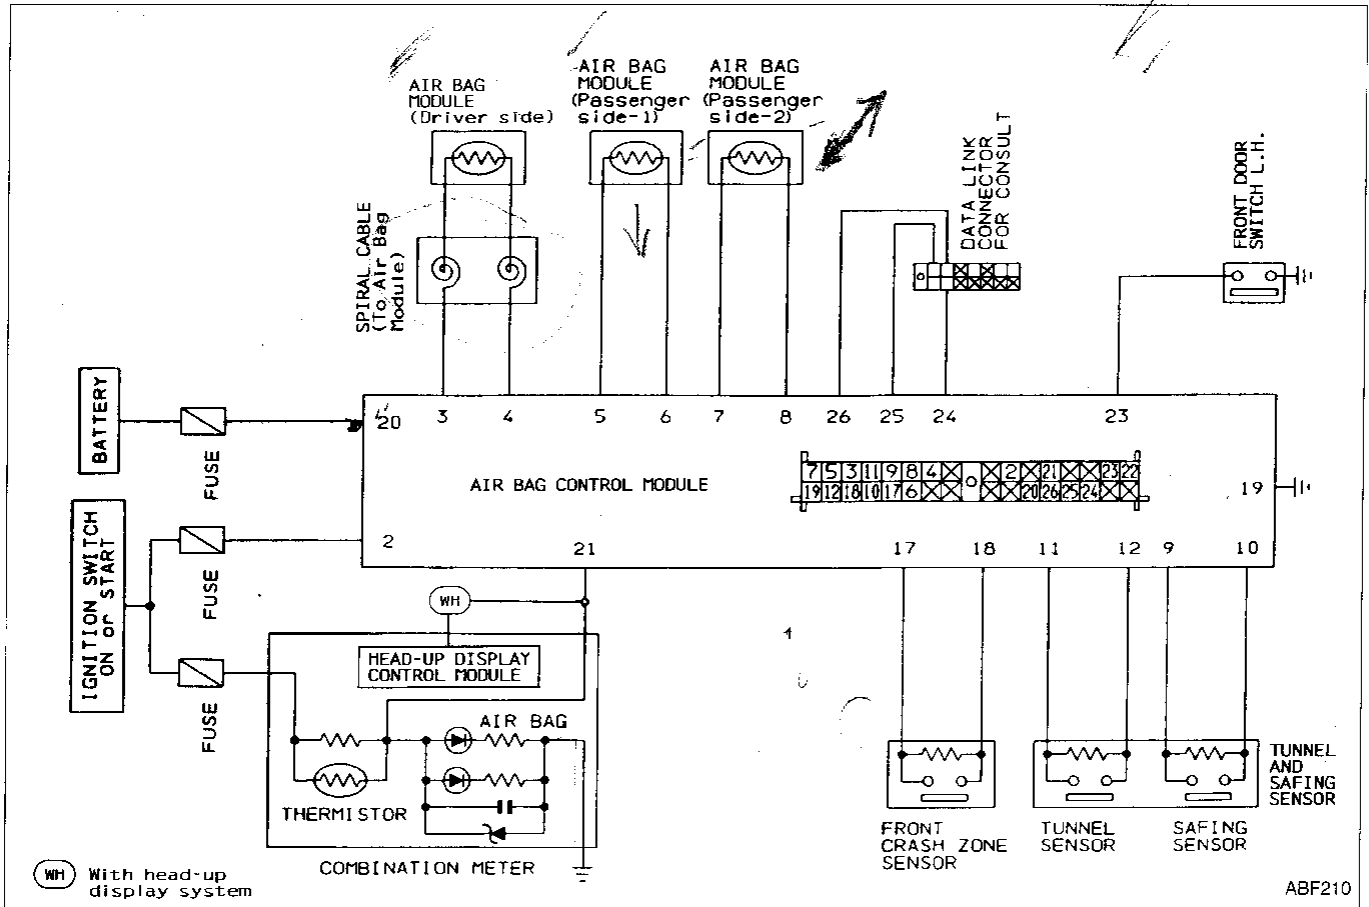 AIR BAG
MODULE
(Driver side)
AIR BAG
MODULE
(Passenger
side-1)
AIR BAG
MODULE
(Passenger
side-2)
DATA LINK
CONNECTOR
FOR CONSULT
FRONT DOOR
SWITCH L.H.
SPIRAL CABLE
(To Air Bag
Module)
BATTERY
FUSE
20 3 4 5 6 7 8 26 25 24 23
AIR BAG CONTROL MODULE
7 5 3 11 9 8 4 2 21 23 22
19 12 18 10 17 6 20 26 25 24
19
IGNITION SWITCH
ON or START
FUSE
2 21 17 18 11 12 9 10
WH
HEAD-UP DISPLAY
CONTROL MODULE
FUSE
AIR BAG
THERMISTOR
COMBINATION METER
FRONT
CRASH ZONE
SENSOR
TUNNEL
SENSOR
SAFING
SENSOR
TUNNEL
AND
SAFING
SENSOR
WH With head-up
display system
ABF210